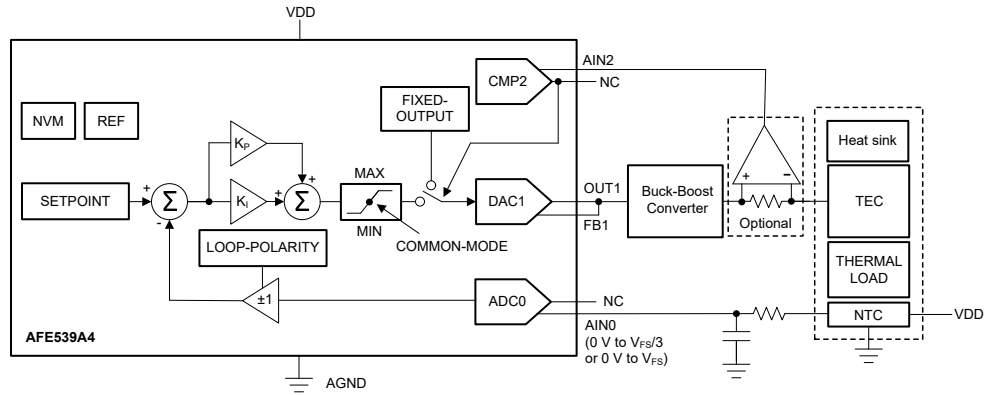 VDD
CMP2
AIN2
NC
FIXED-
OUTPUT
NVM
REF
KP
+
+
-
Σ
KI
+
+
Σ
SETPOINT
MAX
MIN
COMMON-MODE
DAC1
OUT1
FB1
Buck-Boost
Converter
+
-
Optional
Heat sink
TEC
THERMAL
LOAD
NTC
VDD
LOOP-POLARITY
±1
ADC0
NC
AIN0
(0 V to VFS/3
or 0 V to VFS)
AFE539A4
AGND